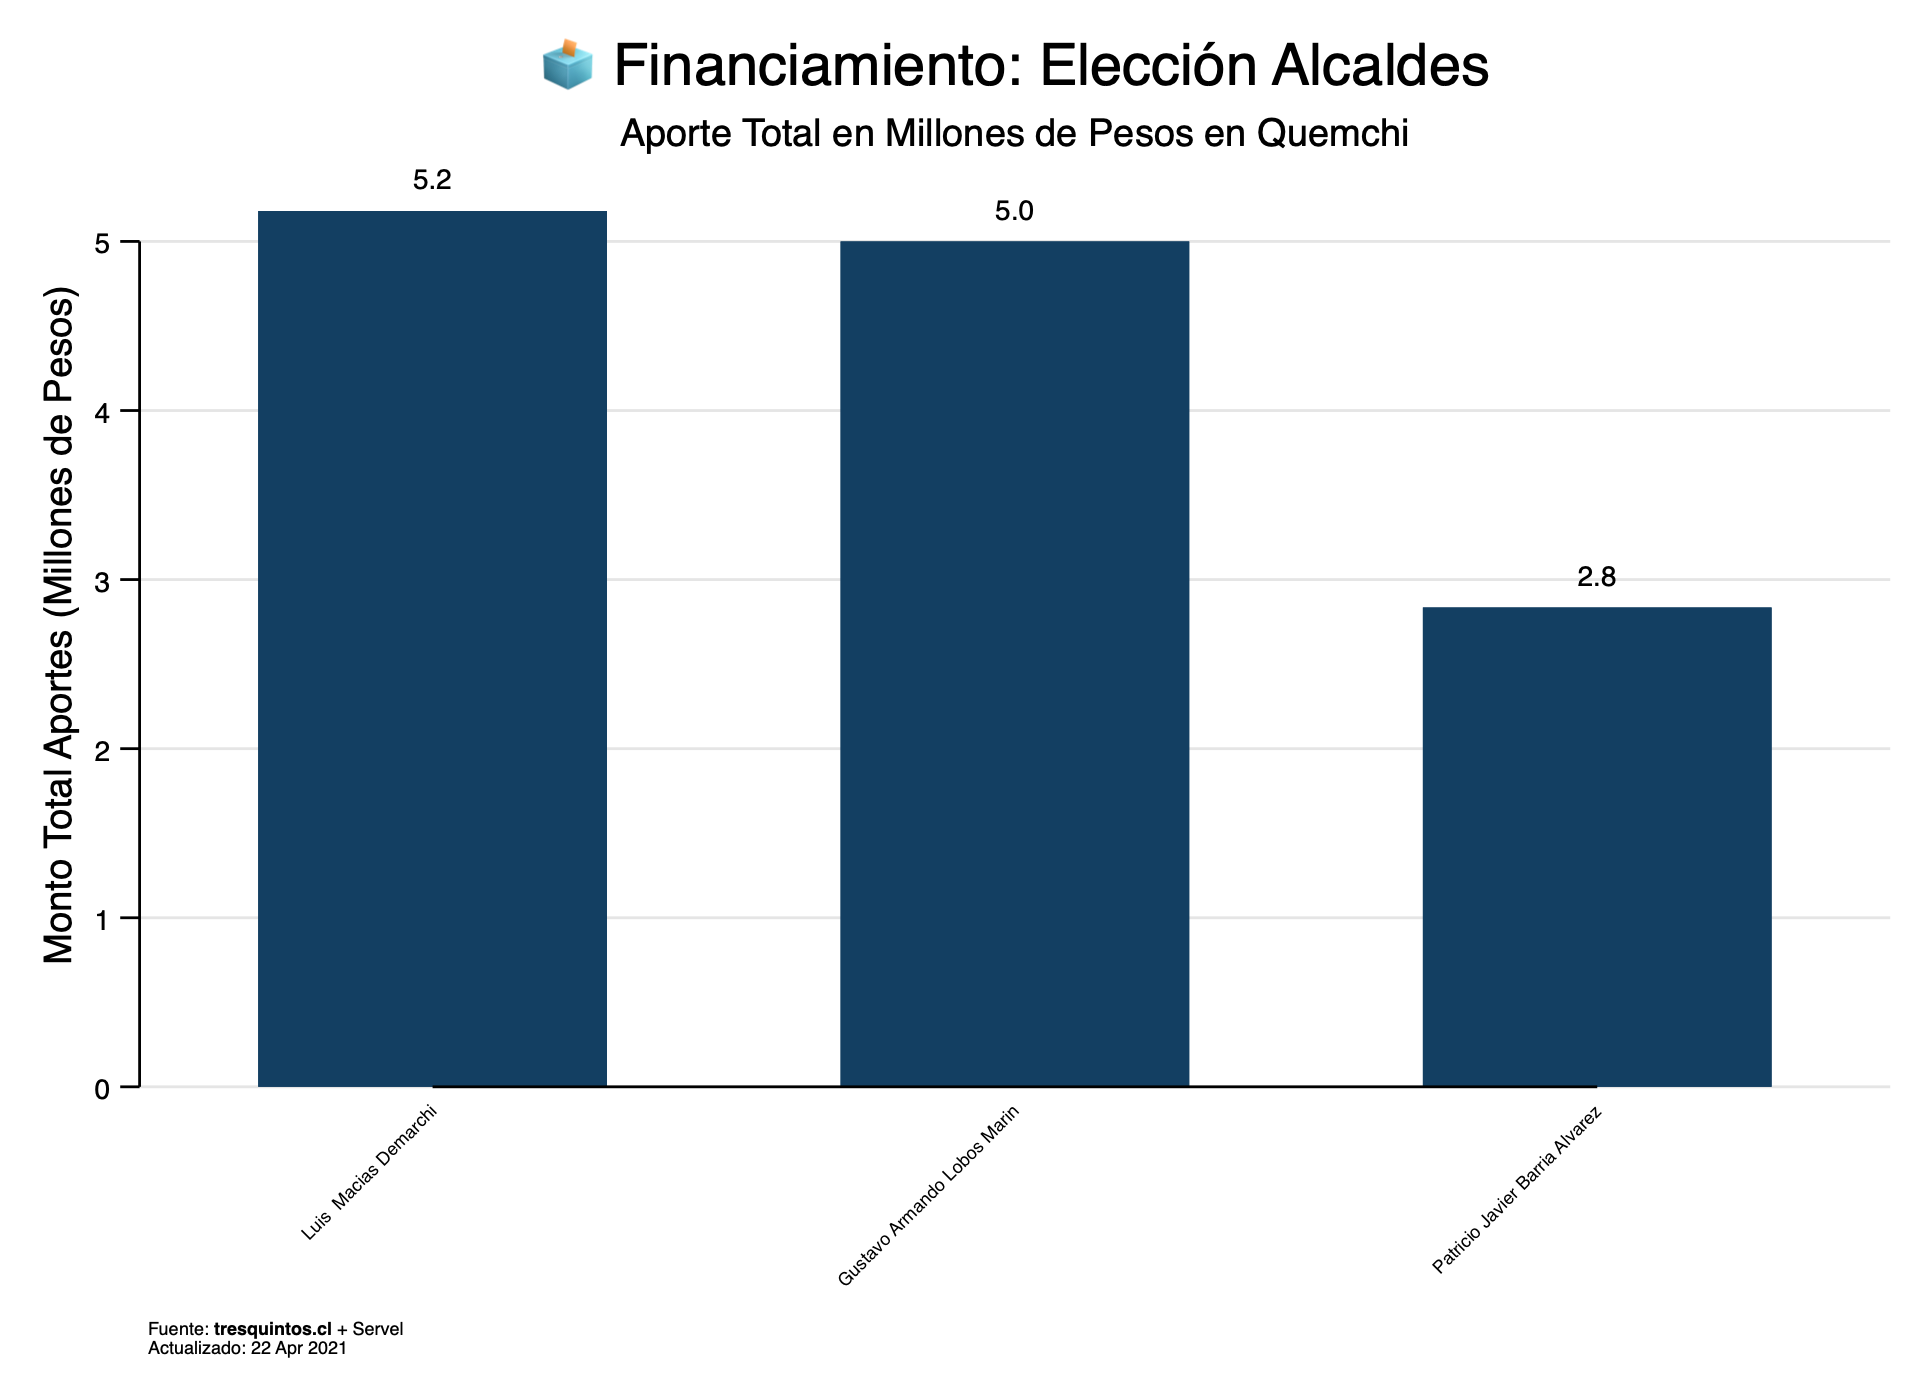 Financiamiento: Elección Alcaldes
Aporte Total en Millones de Pesos en Quemchi
Monto Total Aportes (Millones de Pesos)
5
4
3
2
1
0
5.2
5.0
2.8
Luis  Macias Demarchi
Gustavo Armando Lobos Marin
Patricio Javier Barria Alvarez
Fuente: tresquintos.cl + Servel
Actualizado: 22 Apr 2021